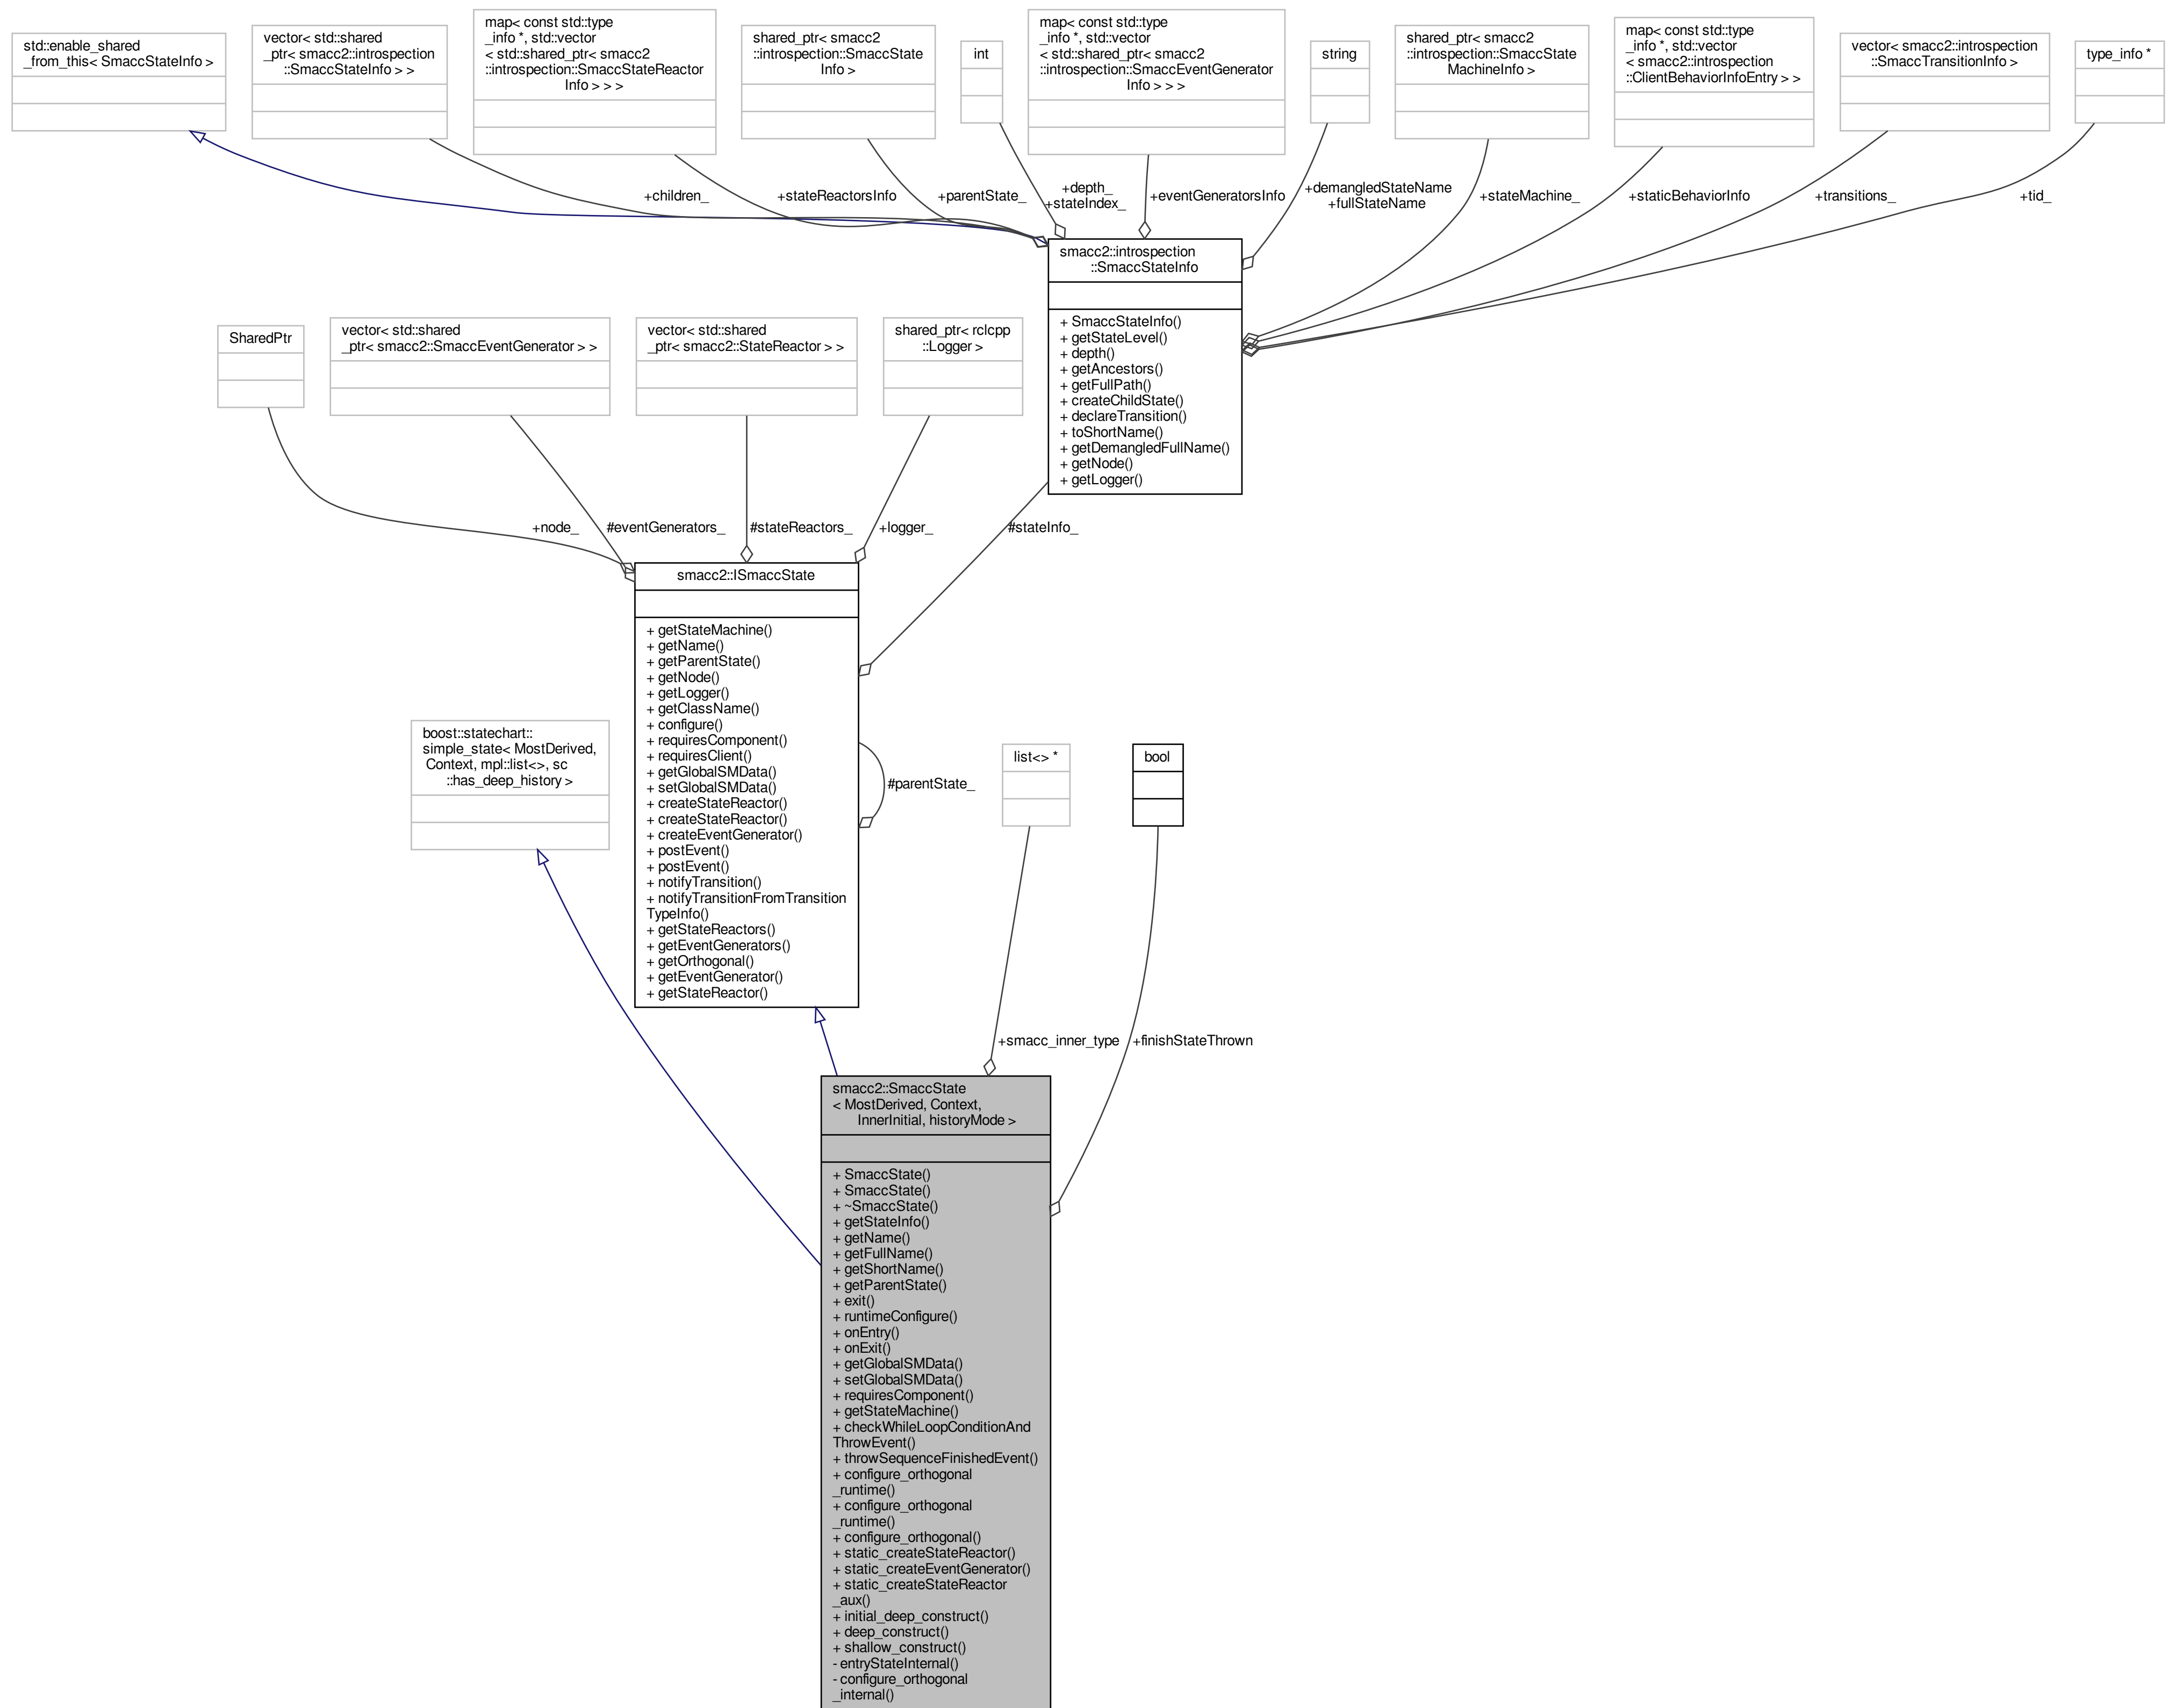 std::enable_shared
_from_this< SmaccStateInfo >
vector< std::shared
_ptr< smacc2::introspection
::SmaccStateInfo > >
map< const std::type
_info *, std::vector
< std::shared_ptr< smacc2
::introspection::SmaccStateReactor
Info > > >
shared_ptr< smacc2
::introspection::SmaccState
Info >
int
map< const std::type
_info *, std::vector
< std::shared_ptr< smacc2
::introspection::SmaccEventGenerator
Info > > >
string
shared_ptr< smacc2
::introspection::SmaccState
MachineInfo >
map< const std::type
_info *, std::vector
< smacc2::introspection
::ClientBehaviorInfoEntry > >
vector< smacc2::introspection
::SmaccTransitionInfo >
type_info *
+children_
+stateReactorsInfo
+parentState_
+depth_
+stateIndex_
+eventGeneratorsInfo
+demangledStateName
+fullStateName
+stateMachine_
+staticBehaviorInfo
+transitions_
+tid_
smacc2::introspection
::SmaccStateInfo
+ SmaccStateInfo()
+ getStateLevel()
+ depth()
+ getAncestors()
+ getFullPath()
+ createChildState()
+ declareTransition()
+ toShortName()
+ getDemangledFullName()
+ getNode()
+ getLogger()
SharedPtr
vector< std::shared
_ptr< smacc2::SmaccEventGenerator > >
vector< std::shared
_ptr< smacc2::StateReactor > >
shared_ptr< rclcpp
::Logger >
+node_
#eventGenerators_
#stateReactors_
+logger_
#stateInfo_
smacc2::ISmaccState
+ getStateMachine()
+ getName()
+ getParentState()
+ getNode()
+ getLogger()
+ getClassName()
+ configure()
+ requiresComponent()
+ requiresClient()
+ getGlobalSMData()
+ setGlobalSMData()
+ createStateReactor()
+ createStateReactor()
+ createEventGenerator()
+ postEvent()
+ postEvent()
+ notifyTransition()
+ notifyTransitionFromTransition
TypeInfo()
+ getStateReactors()
+ getEventGenerators()
+ getOrthogonal()
+ getEventGenerator()
+ getStateReactor()
#parentState_
boost::statechart::
simple_state< MostDerived,
Context, mpl::list<>, sc
::has_deep_history >
list<> *
bool
+smacc_inner_type
+finishStateThrown
smacc2::SmaccState
< MostDerived, Context,
InnerInitial, historyMode >
+ SmaccState()
+ SmaccState()
+ ~SmaccState()
+ getStateInfo()
+ getName()
+ getFullName()
+ getShortName()
+ getParentState()
+ exit()
+ runtimeConfigure()
+ onEntry()
+ onExit()
+ getGlobalSMData()
+ setGlobalSMData()
+ requiresComponent()
+ getStateMachine()
+ checkWhileLoopConditionAnd
ThrowEvent()
+ throwSequenceFinishedEvent()
+ configure_orthogonal
_runtime()
+ configure_orthogonal
_runtime()
+ configure_orthogonal()
+ static_createStateReactor()
+ static_createEventGenerator()
+ static_createStateReactor
_aux()
+ initial_deep_construct()
+ deep_construct()
+ shallow_construct()
- entryStateInternal()
- configure_orthogonal
_internal()